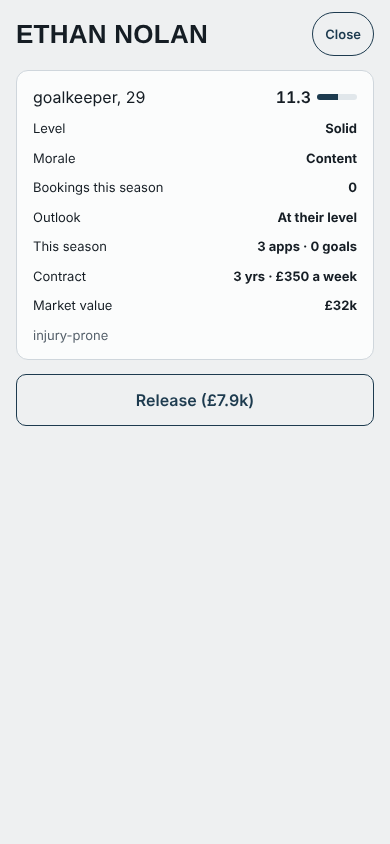 ETHAN NOLAN
Close
goalkeeper, 29 11.3
Level Solid
Morale Content
Bookings this season 0
Outlook At their level
This season 3 apps · 0 goals
Contract 3 yrs · £350 a week
Market value £32k
injury-prone
Release (£7.9k)